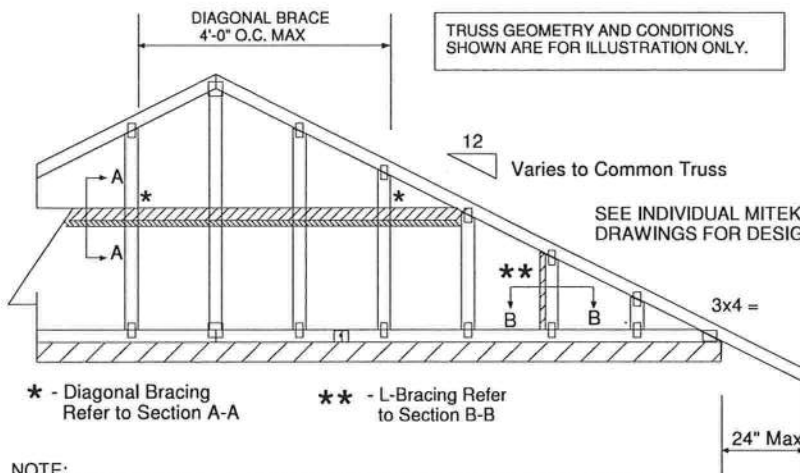 DIAGONAL BRACE
4'-0" O.C. MAX
TRUSS GEOMETRY AND CONDITIONS
SHOWN ARE FOR ILLUSTRATION ONLY.
12
Varies to Common Truss
A
*
*
SEE INDIVIDUAL MITEK
DRAWINGS FOR DESIG
A
**
B
B
3x4 =
* - Diagonal Bracing
Refer to Section A-A
** - L-Bracing Refer
to Section B-B
24" Max
NOTE: